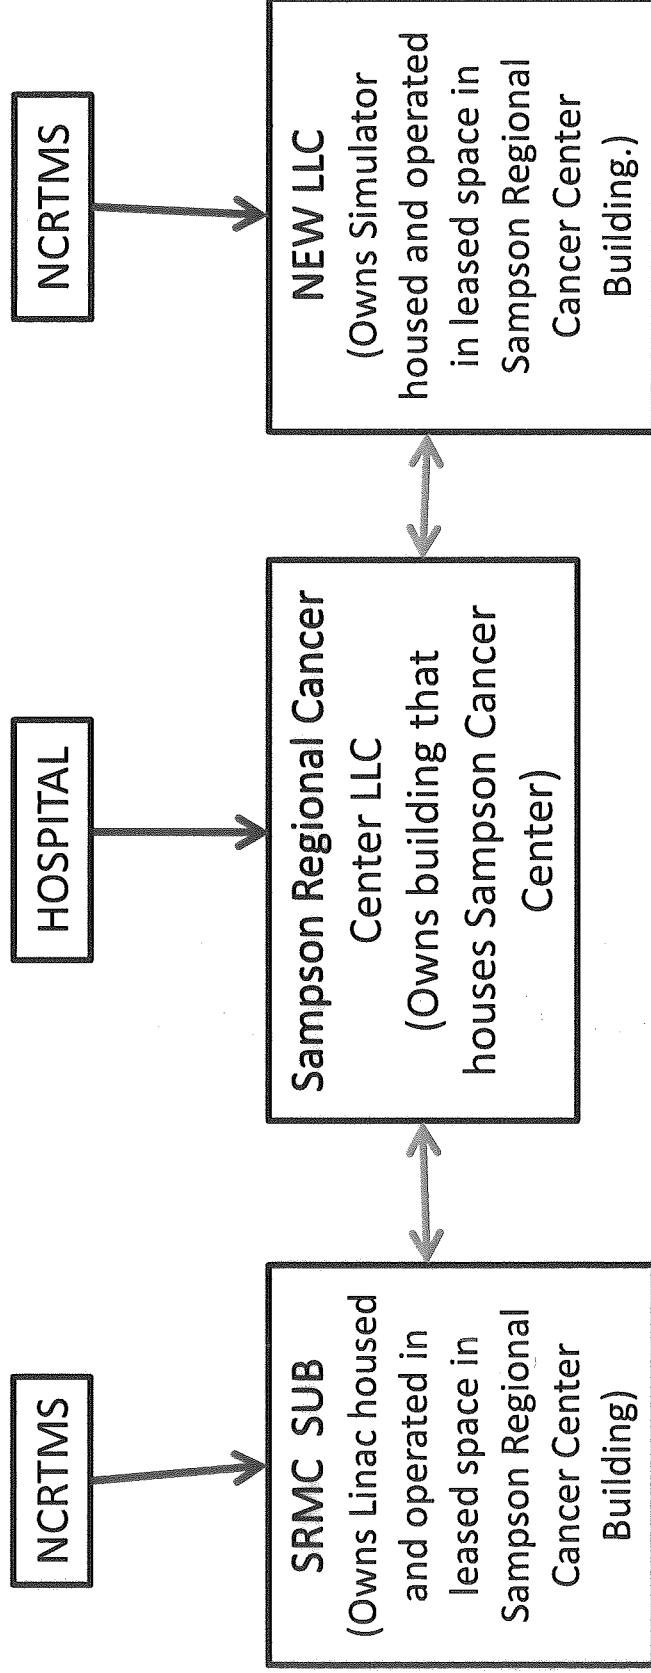 NCRTMS
SRMC SUB
(Owns Linac housed
and operated in
leased space in
Sampson Regional
Cancer Center
Building)
HOSPITAL
Sampson Regional Cancer
Center LLC
(Owns building that
houses Sampson Cancer
Center)
NCRTMS
NEW LLC
(Owns Simulator
housed and operated
in leased space in
Sampson Regional
Cancer Center
Building.)